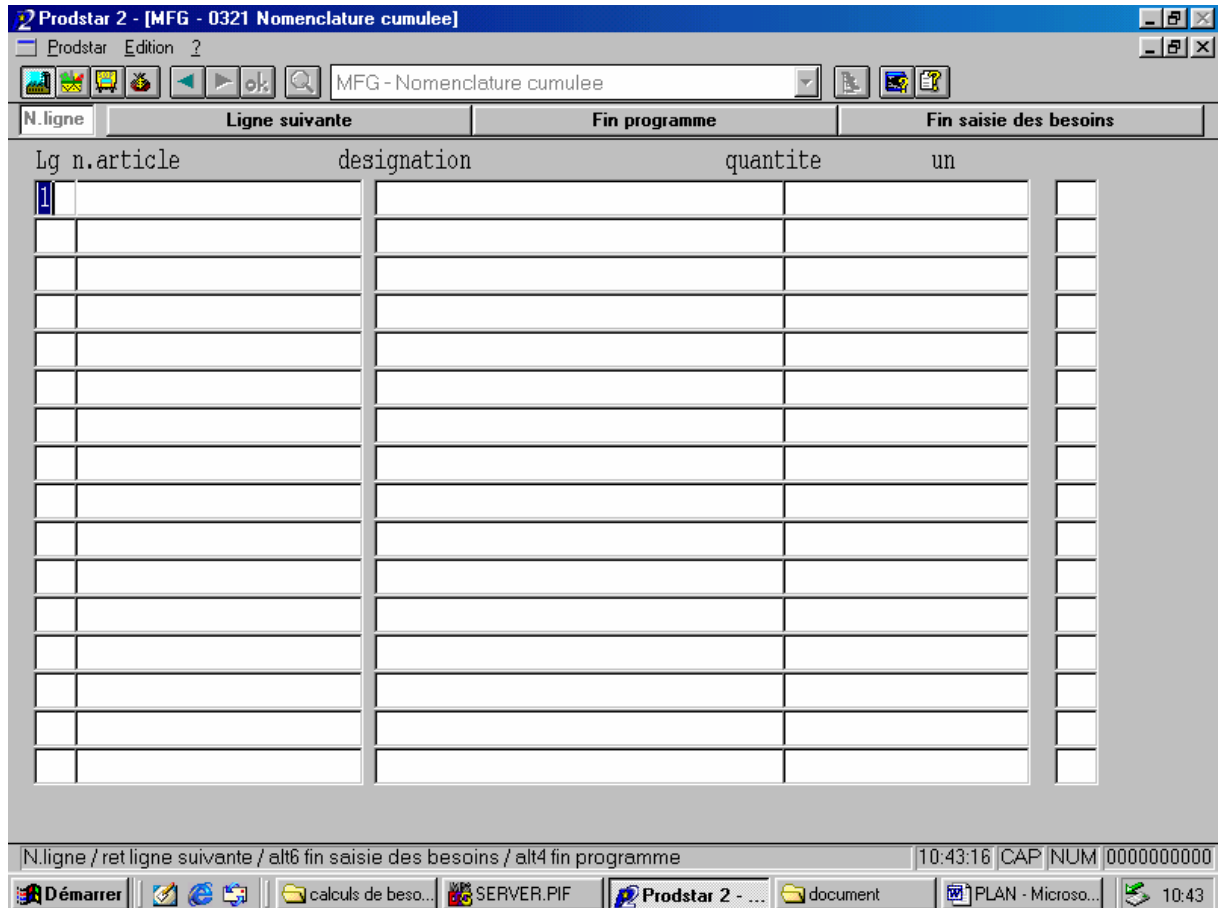 Prodstar 2 - [MFG - 0321 Nomenclature cumulee]
Prodstar Edition ?
ok MFG - Nomenclature cumulee
N.ligne Ligne suivante Fin programme Fin saisie des besoins
Lg n.article designation quantite un
1
N.ligne / ret ligne suivante / alt6 fin saisie des besoins / alt4 fin programme 10:43:16 CAP NUM 0000000000
Démarrer calculs de beso... SERVER.PIF Prodstar 2 - ... document PLAN - Microso... 10:43